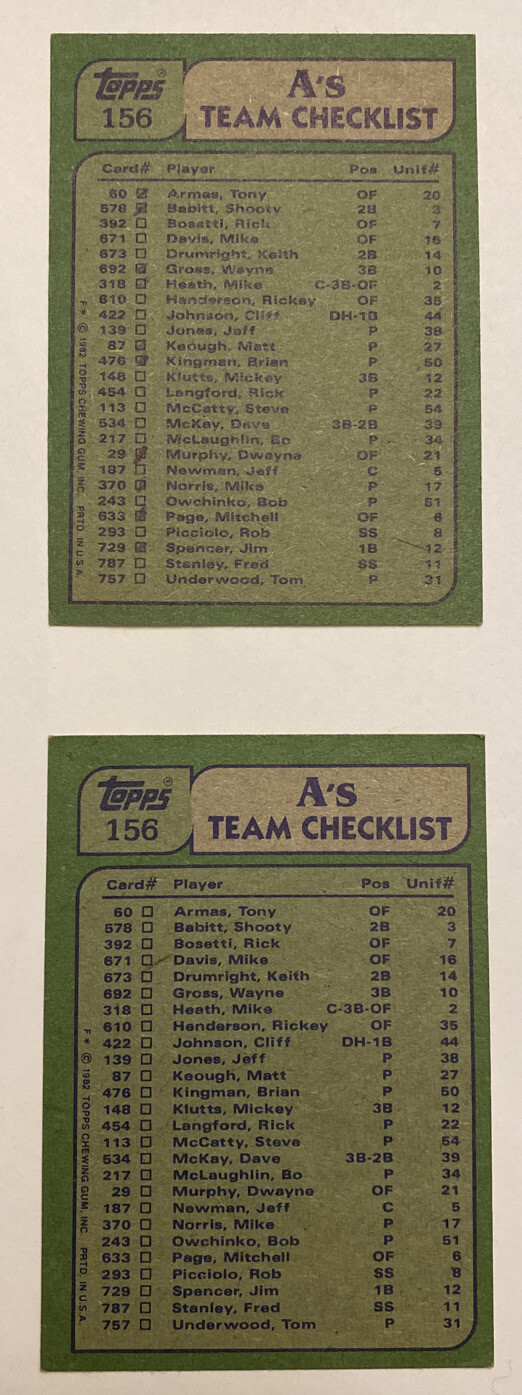 Topps®
156
A's
TEAM CHECKLIST
Card# Player Pos Unif#
60 Armas, Tony OF 20
578 Babitt, Shooty 2B 3
392 Bosetti, Rick OF 7
671 Davis, Mike OF 16
673 Drumright, Keith 2B 14
692 Gross, Wayne 3B 10
318 Heath, Mike C-3B-OF 2
610 Henderson, Rickey OF 35
422 Johnson, Cliff DH-1B 44
139 Jones, Jeff P 38
87 Keough, Matt P 27
476 Kingman, Brian P 50
148 Klutts, Mickey 3B 12
454 Langford, Rick P 22
113 McCatty, Steve P 54
534 McKay, Dave 3B-2B 39
217 McLaughlin, Bo P 34
29 Murphy, Dwayne OF 21
187 Newman, Jeff C 5
370 Norris, Mike P 17
243 Owchinko, Bob P 51
633 Page, Mitchell OF 6
293 Picciolo, Rob SS 8
729 Spencer, Jim 1B 12
787 Stanley, Fred SS 11
757 Underwood, Tom P 31
F* © 1982 TOPPS CHEWING GUM, INC. PRTD. IN U.S.A.
Topps®
156
A's
TEAM CHECKLIST
Card# Player Pos Unif#
60 Armas, Tony OF 20
578 Babitt, Shooty 2B 3
392 Bosetti, Rick OF 7
671 Davis, Mike OF 16
673 Drumright, Keith 2B 14
692 Gross, Wayne 3B 10
318 Heath, Mike C-3B-OF 2
610 Henderson, Rickey OF 35
422 Johnson, Cliff DH-1B 44
139 Jones, Jeff P 38
87 Keough, Matt P 27
476 Kingman, Brian P 50
148 Klutts, Mickey 3B 12
454 Langford, Rick P 22
113 McCatty, Steve P 54
534 McKay, Dave 3B-2B 39
217 McLaughlin, Bo P 34
29 Murphy, Dwayne OF 21
187 Newman, Jeff C 5
370 Norris, Mike P 17
243 Owchinko, Bob P 51
633 Page, Mitchell OF 6
293 Picciolo, Rob SS 8
729 Spencer, Jim 1B 12
787 Stanley, Fred SS 11
757 Underwood, Tom P 31
F* © 1982 TOPPS CHEWING GUM, INC. PRTD. IN U.S.A.